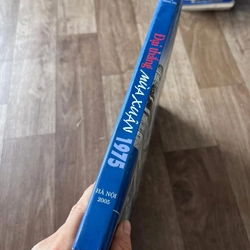 Đại thắng MÙA XUÂN 1975
HÀ NỘI
2005